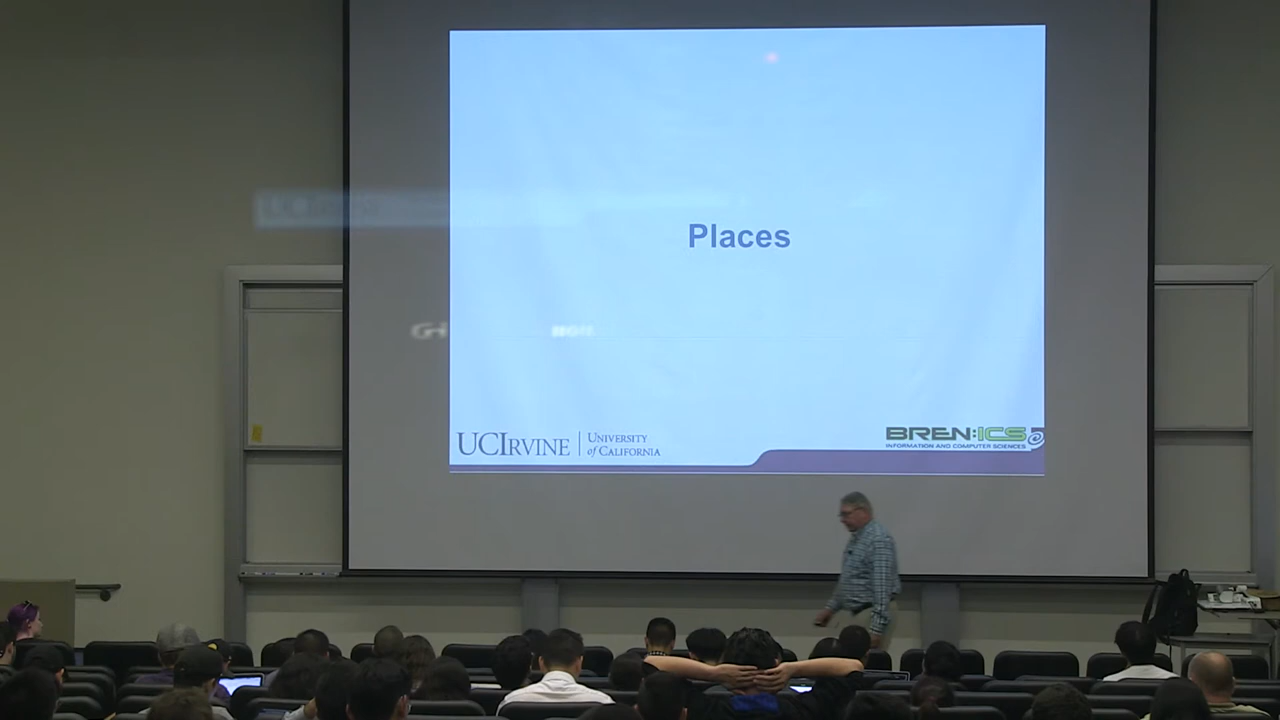 Places
UCIRVINE
UNIVERSITY
of CALIFORNIA
BREN:ICS
INFORMATION AND COMPUTER SCIENCES